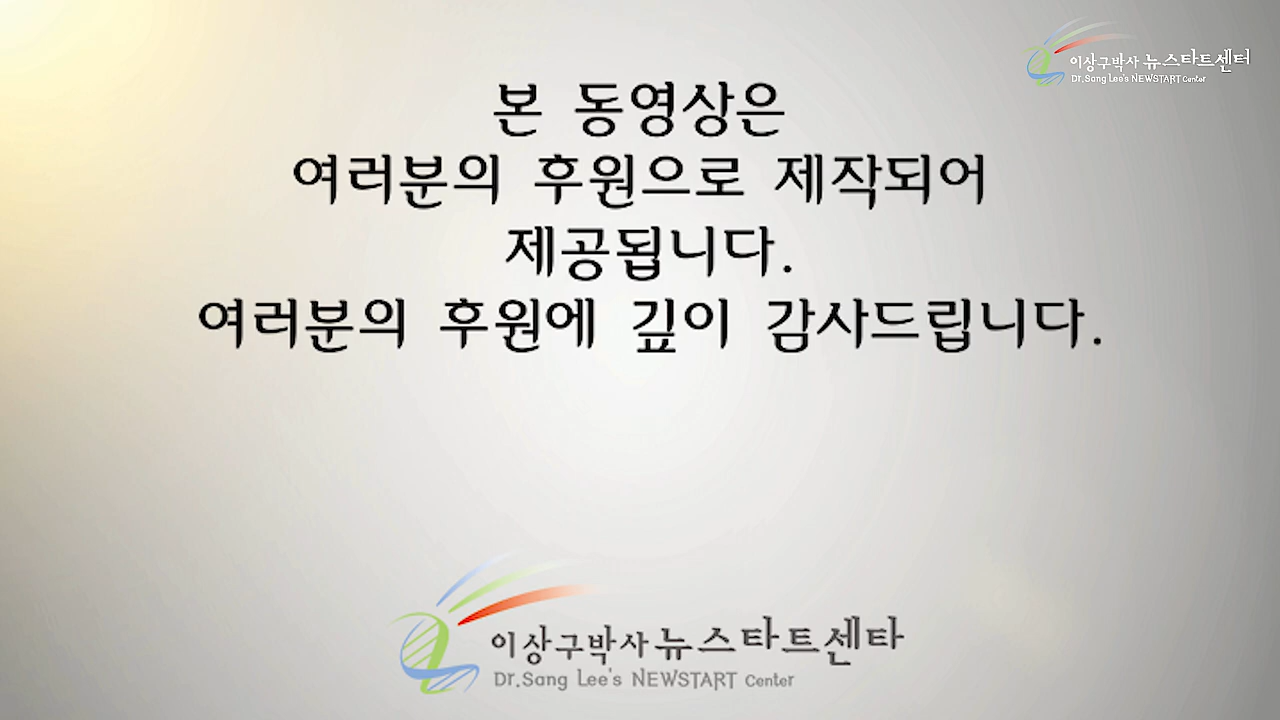 이상구박사 뉴스타트센터
Dr.Sang Lee's NEWSTART Center
본 동영상은
여러분의 후원으로 제작되어
제공됩니다.
여러분의 후원에 깊이 감사드립니다.
이상구박사 뉴스타트센타
Dr.Sang Lee's NEWSTART Center